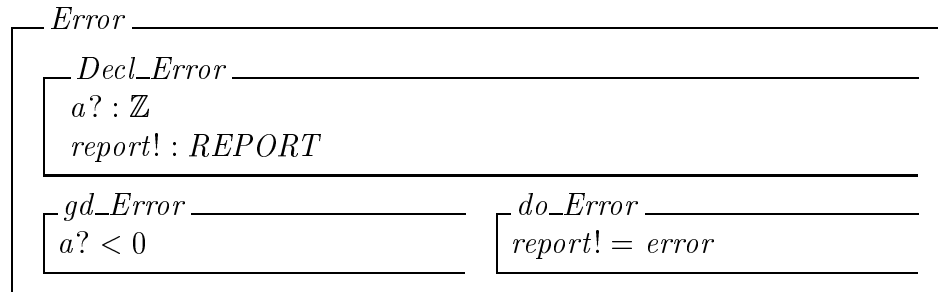 Error
Decl_Error
a? : ℤ
report! : REPORT
gd_Error
a? < 0
do_Error
report! = error